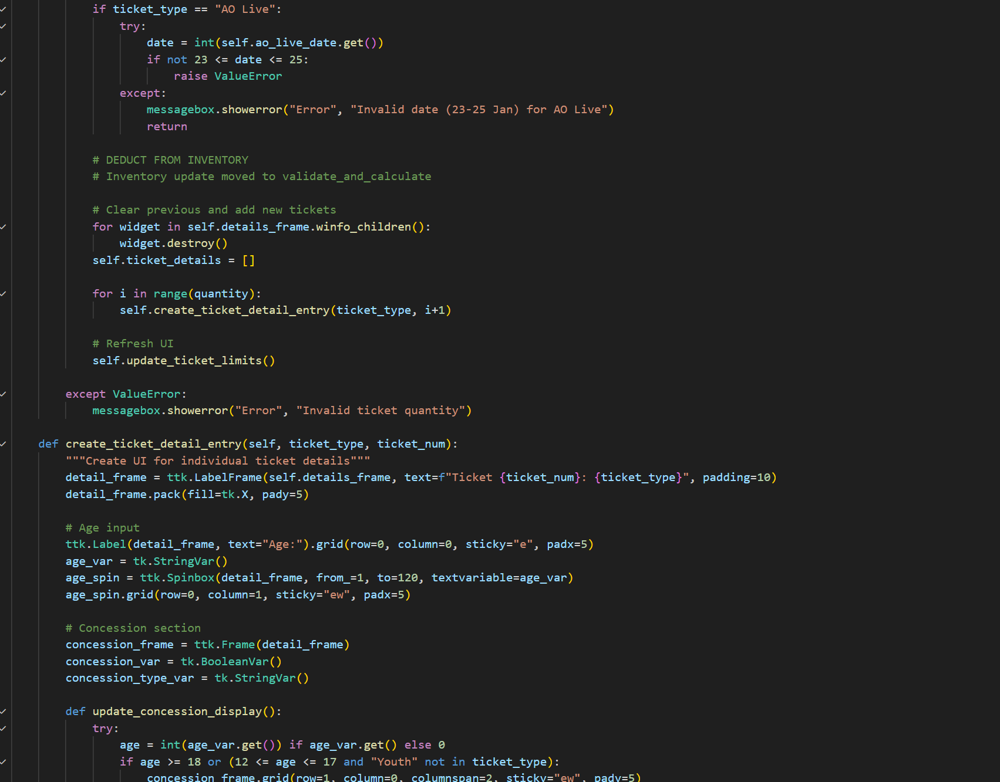 if ticket_type == "AO Live":
try:
date = int(self.ao_live_date.get())
if not 23 <= date <= 25:
raise ValueError
except:
messagebox.showerror("Error", "Invalid date (23-25 Jan) for AO Live")
return
# DEDUCT FROM INVENTORY
# Inventory update moved to validate_and_calculate
# Clear previous and add new tickets
for widget in self.details_frame.winfo_children():
widget.destroy()
self.ticket_details = []
for i in range(quantity):
self.create_ticket_detail_entry(ticket_type, i+1)
# Refresh UI
self.update_ticket_limits()
except ValueError:
messagebox.showerror("Error", "Invalid ticket quantity")
def create_ticket_detail_entry(self, ticket_type, ticket_num):
"""Create UI for individual ticket details"""
detail_frame = ttk.LabelFrame(self.details_frame, text=f"Ticket {ticket_num}: {ticket_type}", padding=10)
detail_frame.pack(fill=tk.X, pady=5)
# Age input
ttk.Label(detail_frame, text="Age:").grid(row=0, column=0, sticky="e", padx=5)
age_var = tk.StringVar()
age_spin = ttk.Spinbox(detail_frame, from_=1, to=120, textvariable=age_var)
age_spin.grid(row=0, column=1, sticky="ew", padx=5)
# Concession section
concession_frame = ttk.Frame(detail_frame)
concession_var = tk.BooleanVar()
concession_type_var = tk.StringVar()
def update_concession_display():
try:
age = int(age_var.get()) if age_var.get() else 0
if age >= 18 or (12 <= age <= 17 and "Youth" not in ticket_type):
concession_frame.grid(row=1, column=0, columnspan=2, sticky="ew", pady=5)